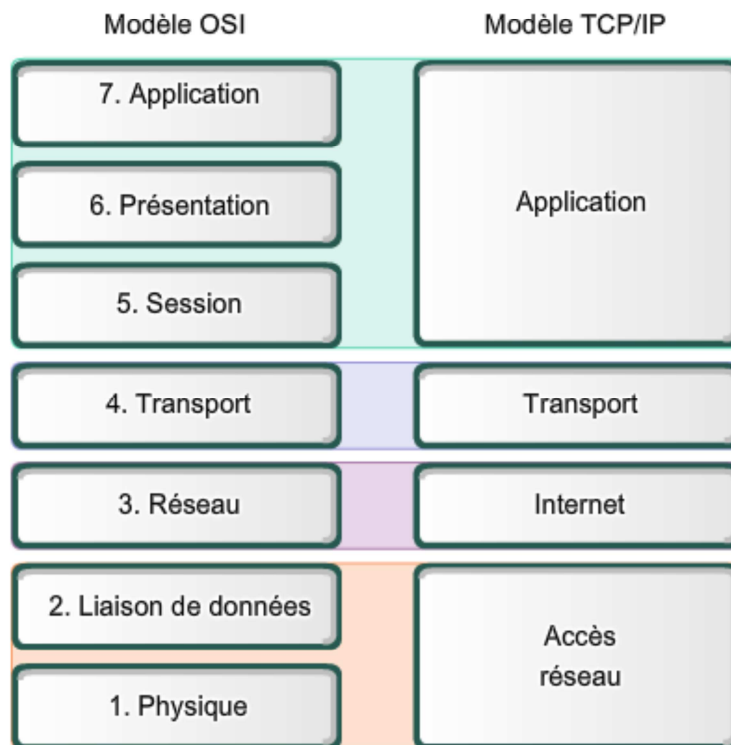 Modèle OSI
Modèle TCP/IP
7. Application
6. Présentation
5. Session
4. Transport
3. Réseau
2. Liaison de données
1. Physique
Application
Transport
Internet
Accès
réseau